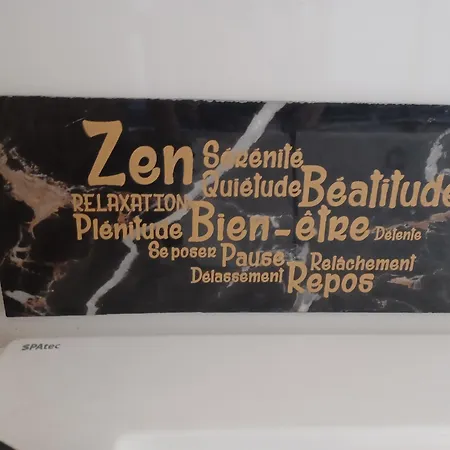 Zen Sérénité
Quiétude Béatitude
RELAXATION
Plénitude Bien-être Détente
Se poser Pause Relâchement
Délassement Repos
SPAtec